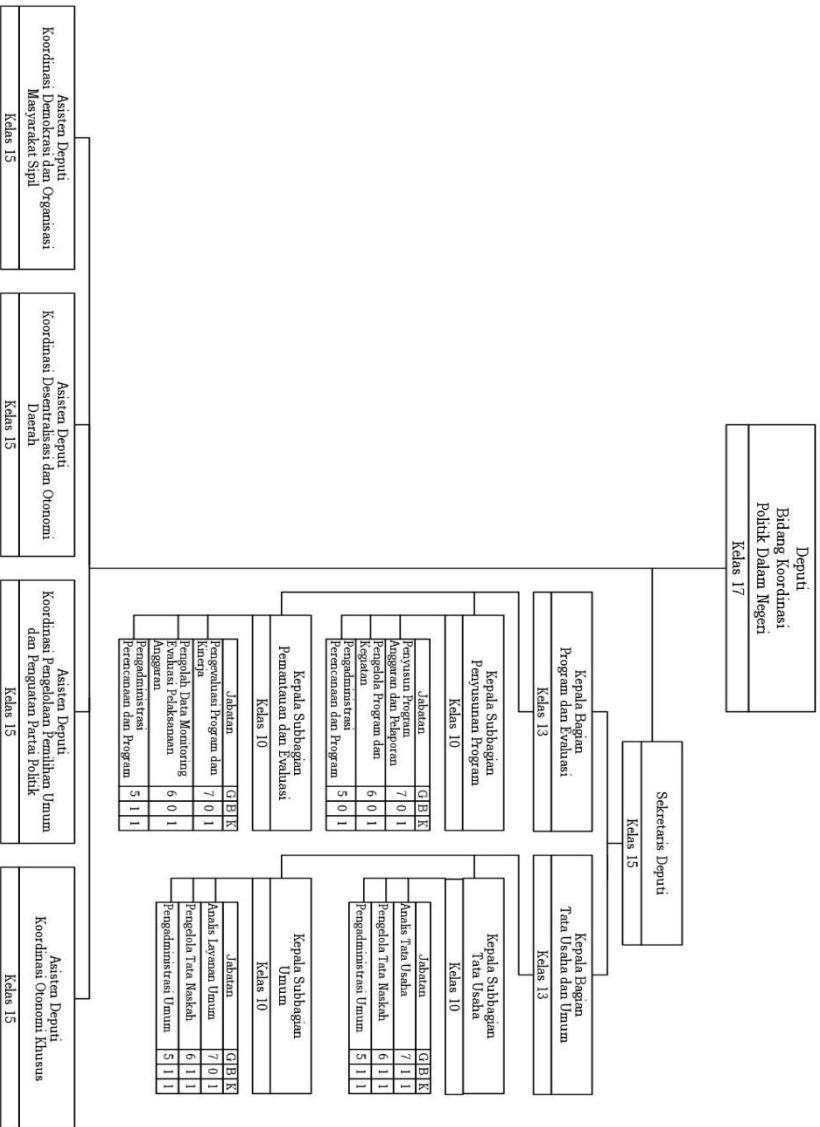 Deputi
Bidang Koordinasi
Politik Dalam Negeri
Kelas 17
Sekretaris Deputi
Kelas 15
Kepala Bagian
Program dan Evaluasi
Kelas 13
Kepala Bagian
Tata Usaha dan Umum
Kelas 13
Kepala Subbagian
Penyusunan Program
Kelas 10
Jabatan G B K
Penyusun Program
Anggaran dan Pelaporan 7 0 1
Pengelola Program dan
Kegiatan 6 0 1
Pengadministrasi
Perencanaan dan Program 5 0 1
Kepala Subbagian
Tata Usaha
Kelas 10
Jabatan G B K
Analis Tata Usaha 7 1 1
Pengelola Tata Naskah 6 1 1
Pengadministrasi Umum 5 1 1
Kepala Subbagian
Pemantauan dan Evaluasi
Kelas 10
Jabatan G B K
Pengevaluasi Program dan
Kinerja 7 0 1
Pengolah Data Monitoring
Evaluasi Pelaksanaan
Anggaran 6 0 1
Pengadministrasi
Perencanaan dan Program 5 1 1
Kepala Subbagian
Umum
Kelas 10
Jabatan G B K
Analis Layanan Umum 7 0 1
Pengelola Tata Naskah 6 1 1
Pengadministrasi Umum 5 1 1
Asisten Deputi
Koordinasi Demokrasi dan Organisasi
Masyarakat Sipil
Kelas 15
Asisten Deputi
Koordinasi Desentralisasi dan Otonomi
Daerah
Kelas 15
Asisten Deputi
Koordinasi Pengelolaan Pemilihan Umum
dan Penguatan Partai Politik
Kelas 15
Asisten Deputi
Koordinasi Otonomi Khusus
Kelas 15